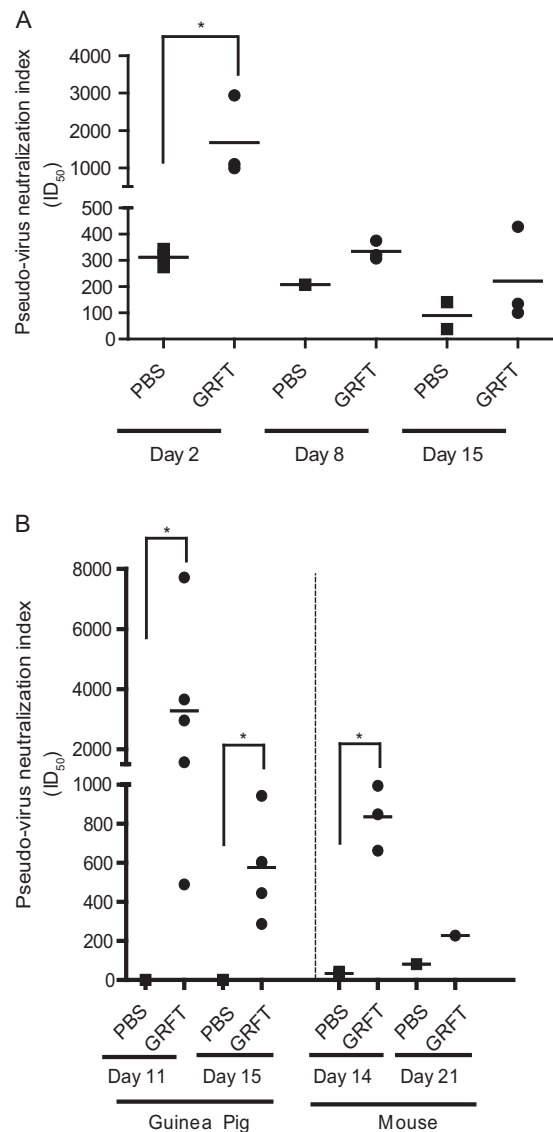 A
*
Pseudo-virus neutralization index
(ID50)
4000
3000
2000
1000
500
400
300
200
100
0
PBS GRFT PBS GRFT PBS GRFT
Day 2 Day 8 Day 15
B
* * *
Pseudo-virus neutralization index
(ID50)
8000
6000
4000
2000
1000
800
600
400
200
0
PBS GRFT PBS GRFT PBS GRFT PBS GRFT
Day 11 Day 15 Day 14 Day 21
Guinea Pig Mouse